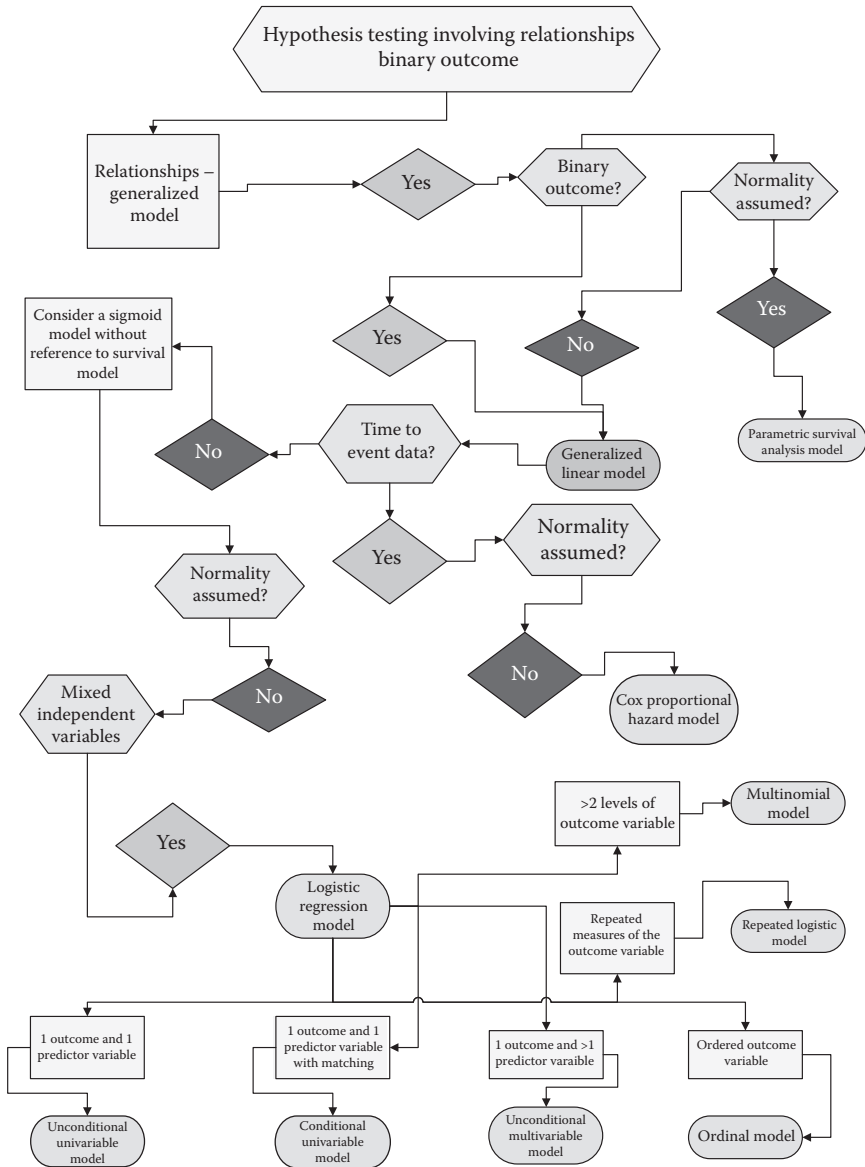 Hypothesis testing involving relationships
binary outcome
Relationships –
generalized
model
Yes
Binary
outcome?
Normality
assumed?
Consider a sigmoid
model without
reference to survival
model
Yes
No
Yes
No
Time to
event data?
Generalized
linear model
Parametric survival
analysis model
Yes
Normality
assumed?
Normality
assumed?
No
No
Cox proportional
hazard model
Mixed
independent
variables
Yes
>2 levels of
outcome variable
Multinomial
model
Logistic
regression
model
Repeated
measures of the
outcome variable
Repeated logistic
model
1 outcome and 1
predictor variable
1 outcome and 1
predictor variable
with matching
1 outcome and >1
predictor varaible
Ordered outcome
variable
Unconditional
univariable
model
Conditional
univariable
model
Unconditional
multivariable
model
Ordinal model